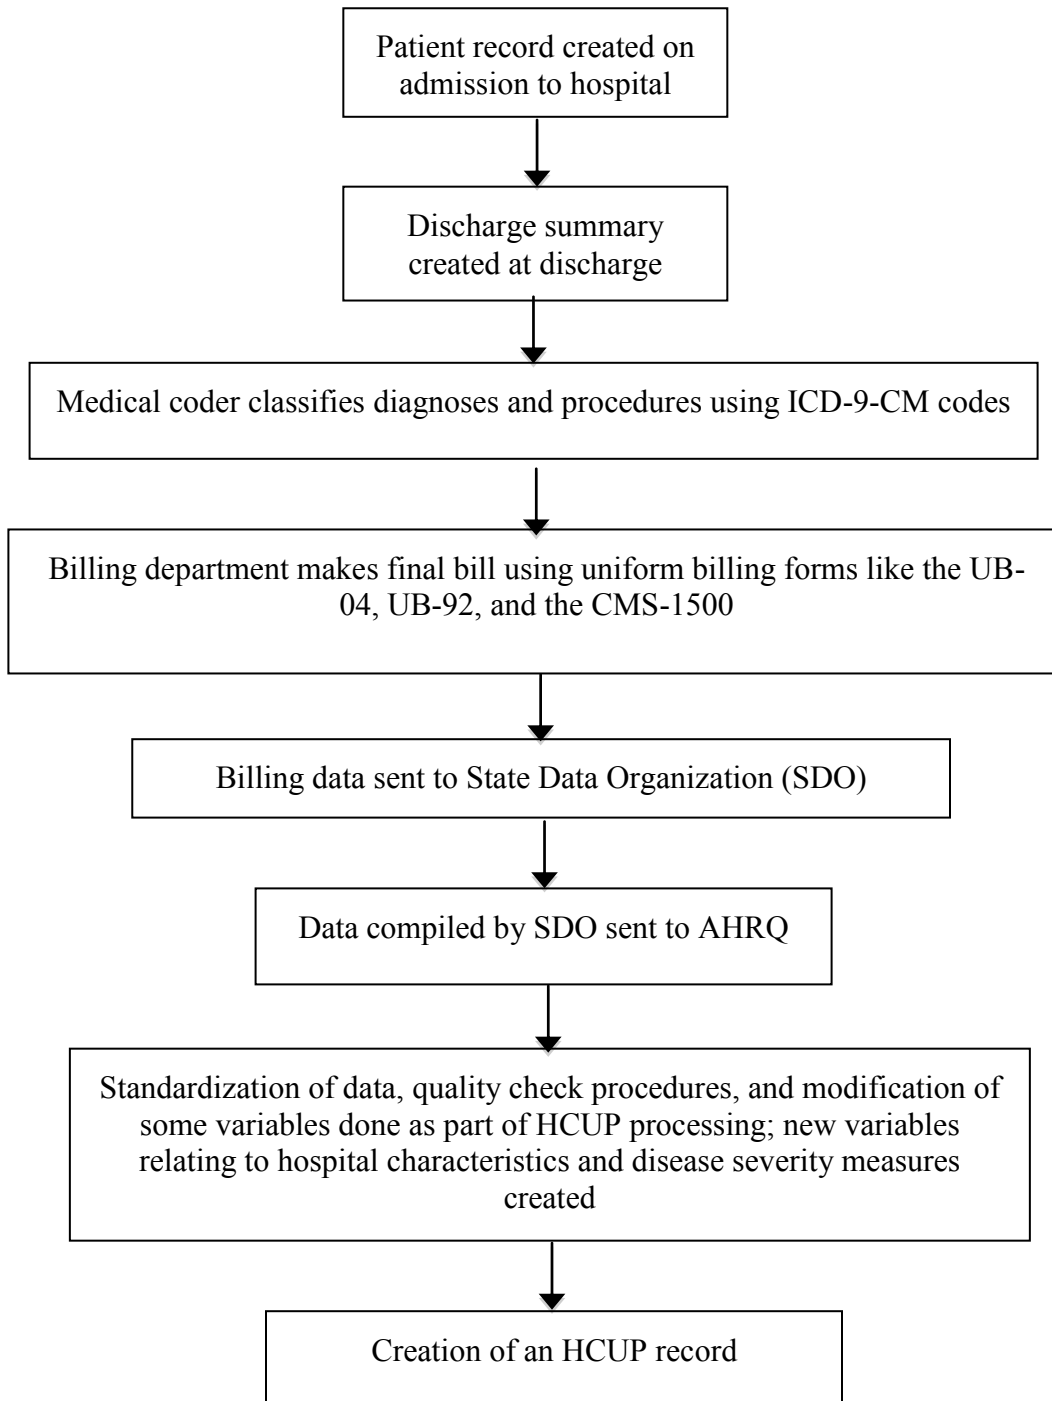 Patient record created on
admission to hospital
Discharge summary
created at discharge
Medical coder classifies diagnoses and procedures using ICD-9-CM codes
Billing department makes final bill using uniform billing forms like the UB-
04, UB-92, and the CMS-1500
Billing data sent to State Data Organization (SDO)
Data compiled by SDO sent to AHRQ
Standardization of data, quality check procedures, and modification of
some variables done as part of HCUP processing; new variables
relating to hospital characteristics and disease severity measures
created
Creation of an HCUP record